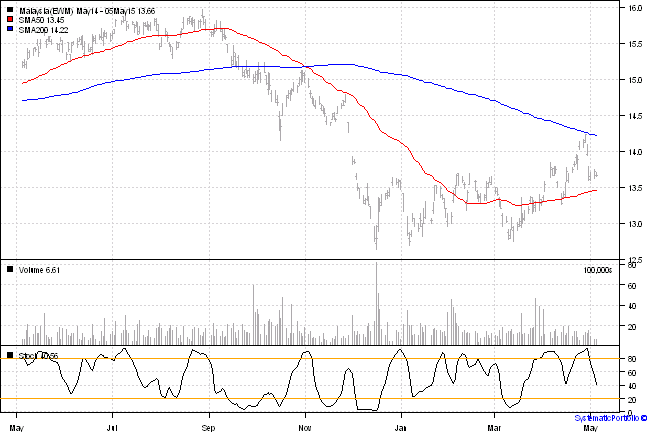 Malaysia(EWM) May14 - 05May15 13.66
SMA50 13.45
SMA200 14.22
16.0
15.5
15.0
14.5
14.0
13.5
13.0
12.5
Volume 6.61
100,000s
80
60
40
20
Stoch 40.56
80
60
40
20
0
May Jul Sep Nov Jan Mar May
SystematicPortfolio ©